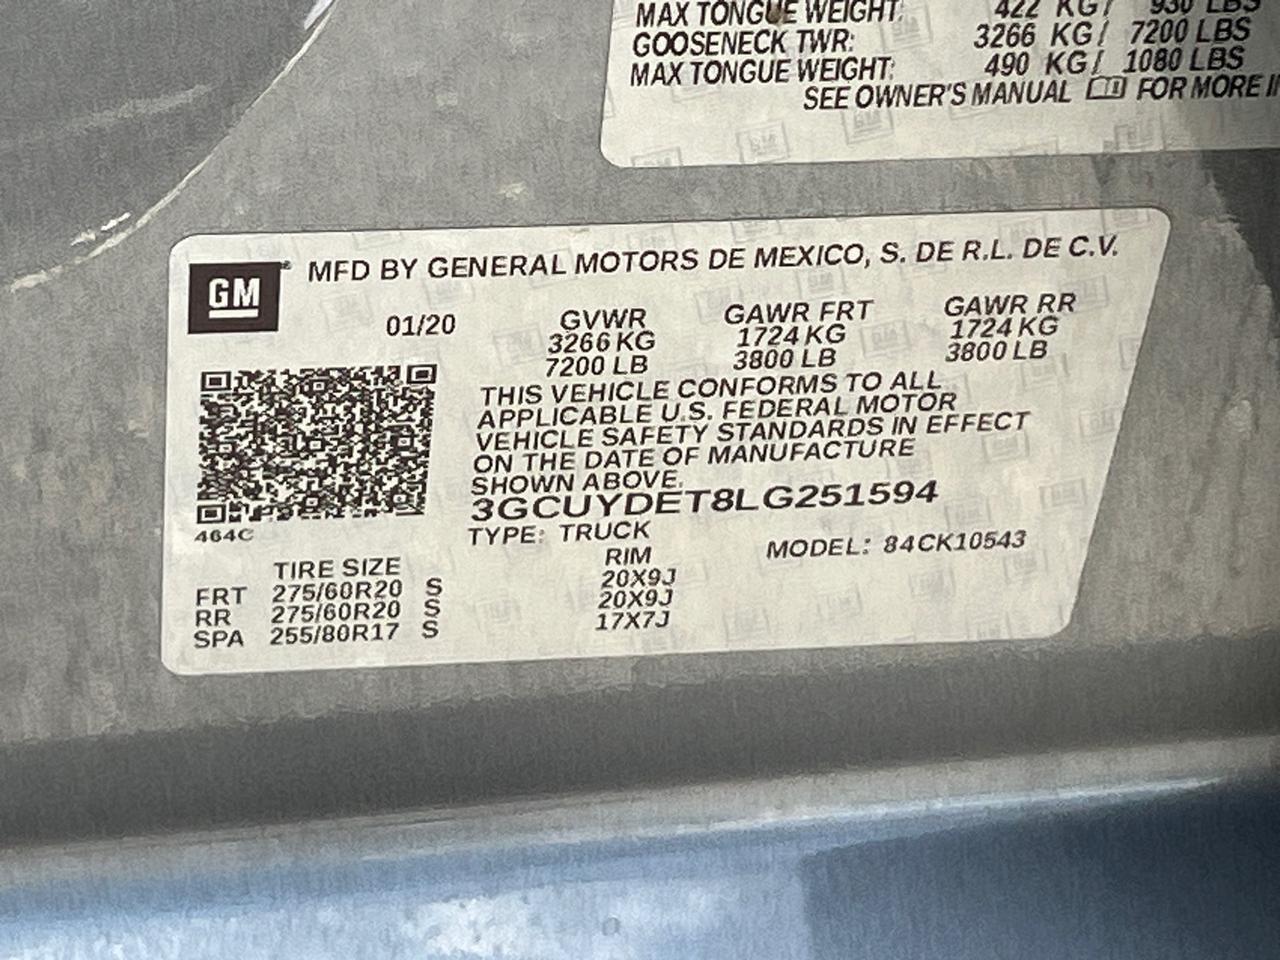 MAX TONGUE WEIGHT: 422 KG/ 930 LBS
GOOSENECK TWR: 3266 KG/ 7200 LBS
MAX TONGUE WEIGHT: 490 KG/ 1080 LBS
SEE OWNER'S MANUAL FOR MORE
GM MFD BY GENERAL MOTORS DE MEXICO, S. DE R.L. DE C.V.
01/20 GVWR GAWR FRT GAWR RR
3266 KG 1724 KG 1724 KG
7200 LB 3800 LB 3800 LB
THIS VEHICLE CONFORMS TO ALL
APPLICABLE U.S. FEDERAL MOTOR
VEHICLE SAFETY STANDARDS IN EFFECT
ON THE DATE OF MANUFACTURE
SHOWN ABOVE.
3GCUYDET8LG251594
464C
TYPE: TRUCK MODEL: 84CK10543
TIRE SIZE RIM
FRT 275/60R20 S 20X9J
RR 275/60R20 S 20X9J
SPA 255/80R17 S 17X7J